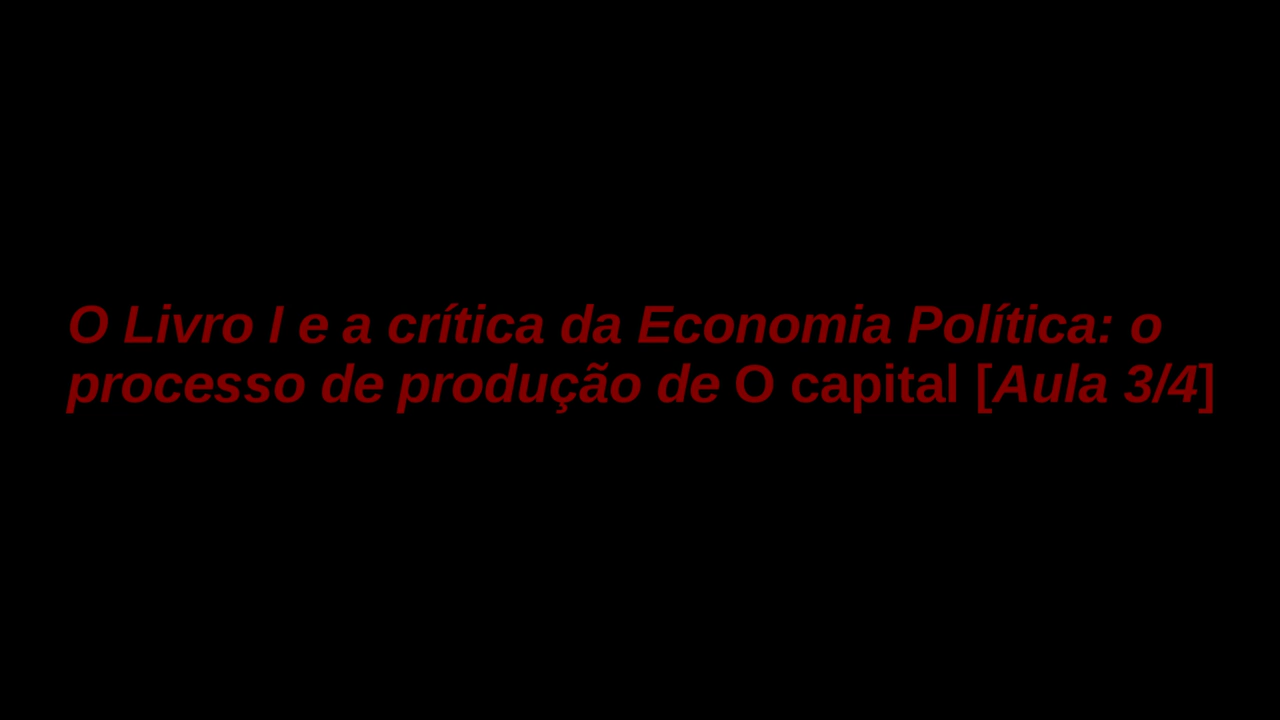 O Livro I e a crítica da Economia Política: o
processo de produção de O capital [Aula 3/4]